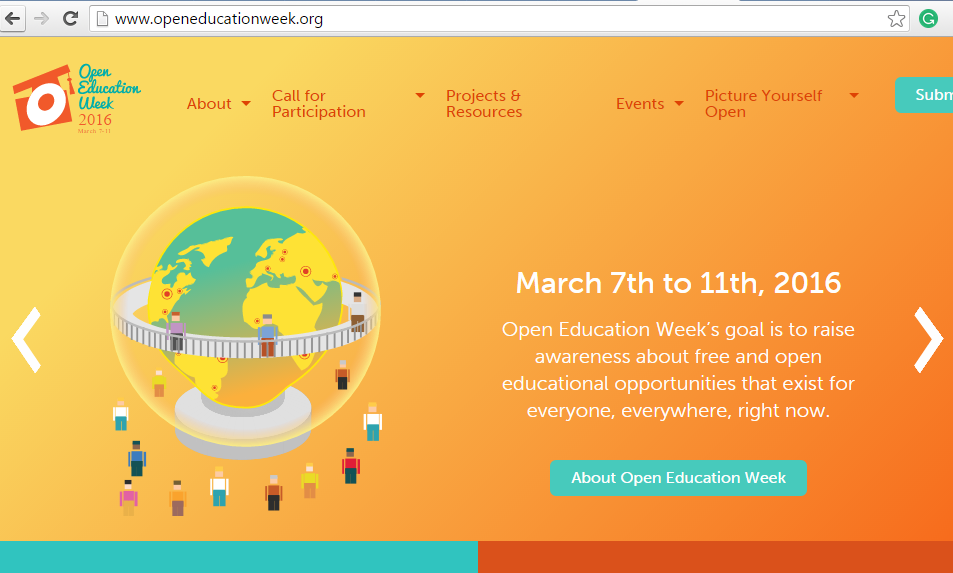 www.openeducationweek.org
Open
Education
Week
2016
March 7-11
About
Call for
Participation
Projects &
Resources
Events
Picture Yourself
Open
Subm
March 7th to 11th, 2016
Open Education Week's goal is to raise
awareness about free and open
educational opportunities that exist for
everyone, everywhere, right now.
About Open Education Week